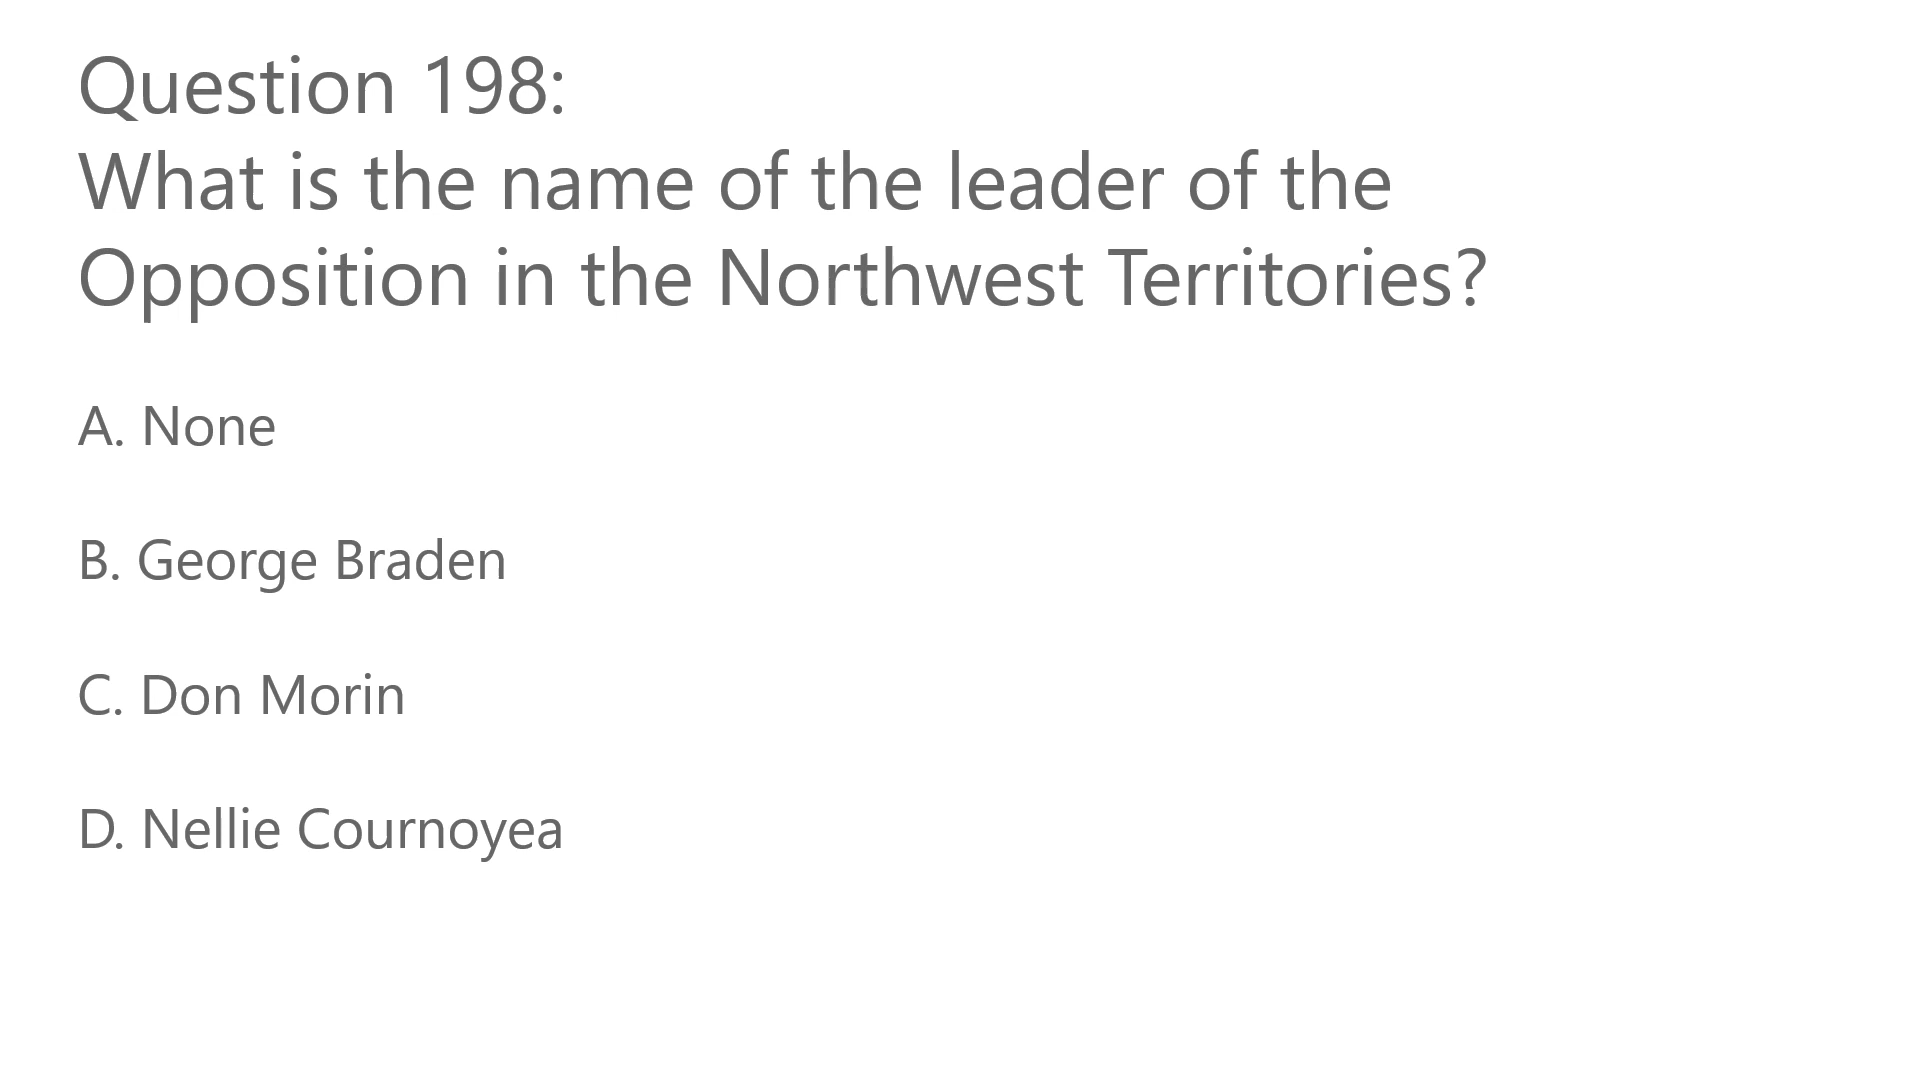 Question 198:
What is the name of the leader of the
Opposition in the Northwest Territories?
A. None
B. George Braden
C. Don Morin
D. Nellie Cournoyea